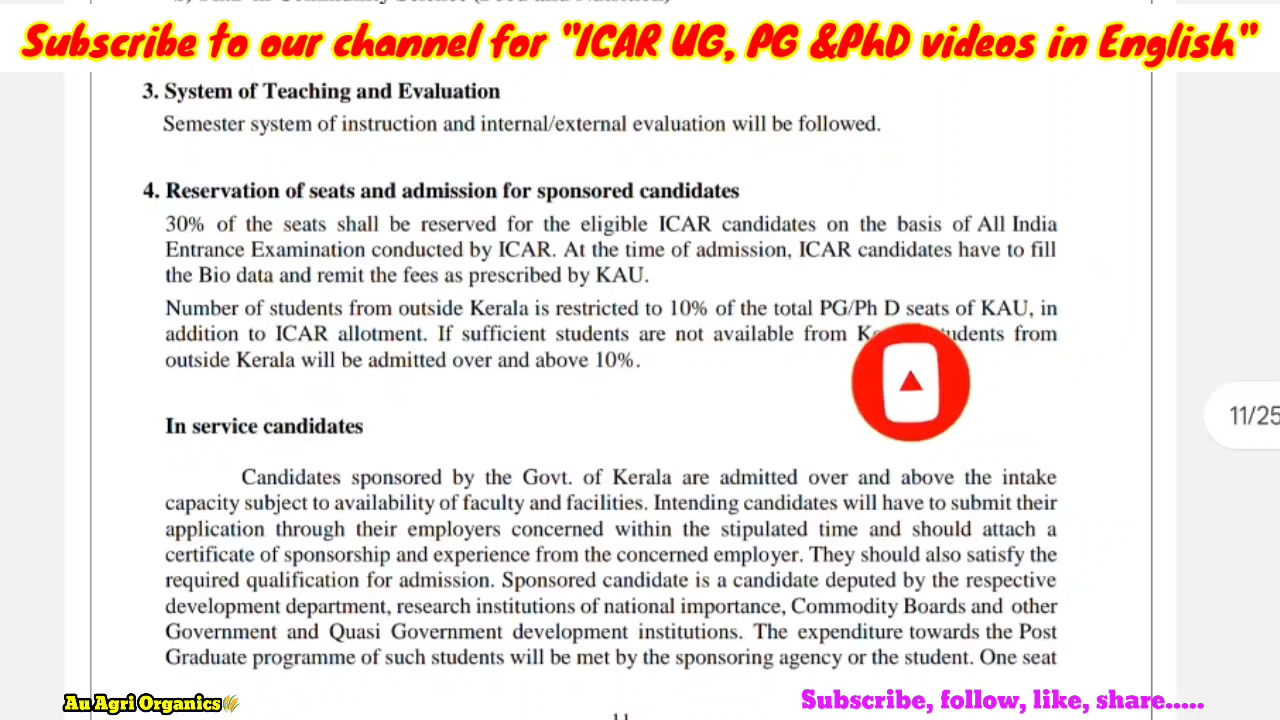 Subscribe to our channel for "ICAR UG, PG &PhD videos in English"
3. System of Teaching and Evaluation
Semester system of instruction and internal/external evaluation will be followed.
4. Reservation of seats and admission for sponsored candidates
30% of the seats shall be reserved for the eligible ICAR candidates on the basis of All India
Entrance Examination conducted by ICAR. At the time of admission, ICAR candidates have to fill
the Bio data and remit the fees as prescribed by KAU.
Number of students from outside Kerala is restricted to 10% of the total PG/Ph D seats of KAU, in
addition to ICAR allotment. If sufficient students are not available from from
outside Kerala will be admitted over and above 10%.
11/25
In service candidates
Candidates sponsored by the Govt. of Kerala are admitted over and above the intake
capacity subject to availability of faculty and facilities. Intending candidates will have to submit their
application through their employers concerned within the stipulated time and should attach a
certificate of sponsorship and experience from the concerned employer. They should also satisfy the
required qualification for admission. Sponsored candidate is a candidate deputed by the respective
development department, research institutions of national importance, Commodity Boards and other
Government and Quasi Government development institutions. The expenditure towards the Post
Graduate programme of such students will be met by the sponsoring agency or the student. One seat
Au Agri Organics
Subscribe, follow, like, share.....